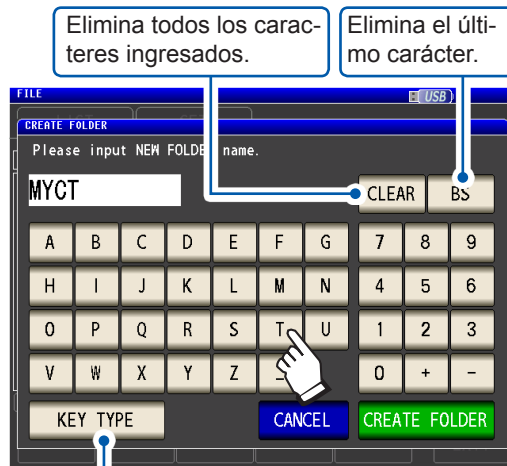 Elimina todos los carac-
teres ingresados.
Elimina el últi-
mo carácter.
FILE
USB
CREATE FOLDER
Please input NEW FOLDE name.
MYCT
CLEAR BS
A B C D E F G 7 8 9
H I J K L M N 4 5 6
O P Q R S T U 1 2 3
V W X Y Z 0 + -
KEY TYPE CANCEL CREATE FOLDER